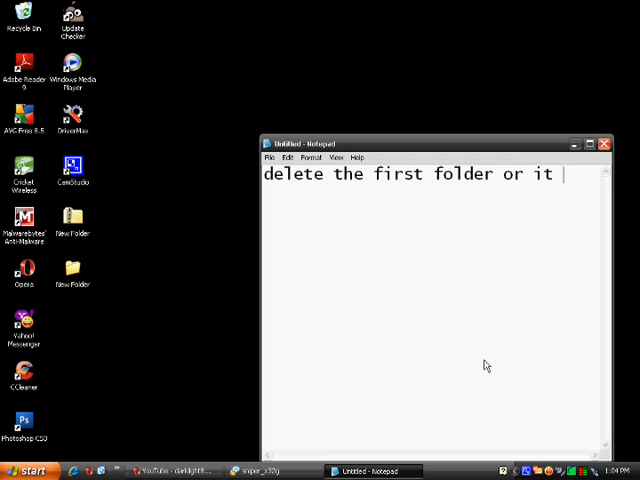 Recycle Bin
Update
Checker
Adobe Reader
9
Windows Media
Player
AVG Free 8.5
DriverMax
Cricket
Wireless
CamStudio
Malwarebytes'
Anti-Malware
New Folder
Opera
New Folder
Yahoo!
Messenger
CCleaner
Photoshop CS3
Untitled - Notepad
File Edit Format View Help
delete the first folder or it
start
YouTube - darklight8...
sniper_x32g
Untitled - Notepad
1:04 PM